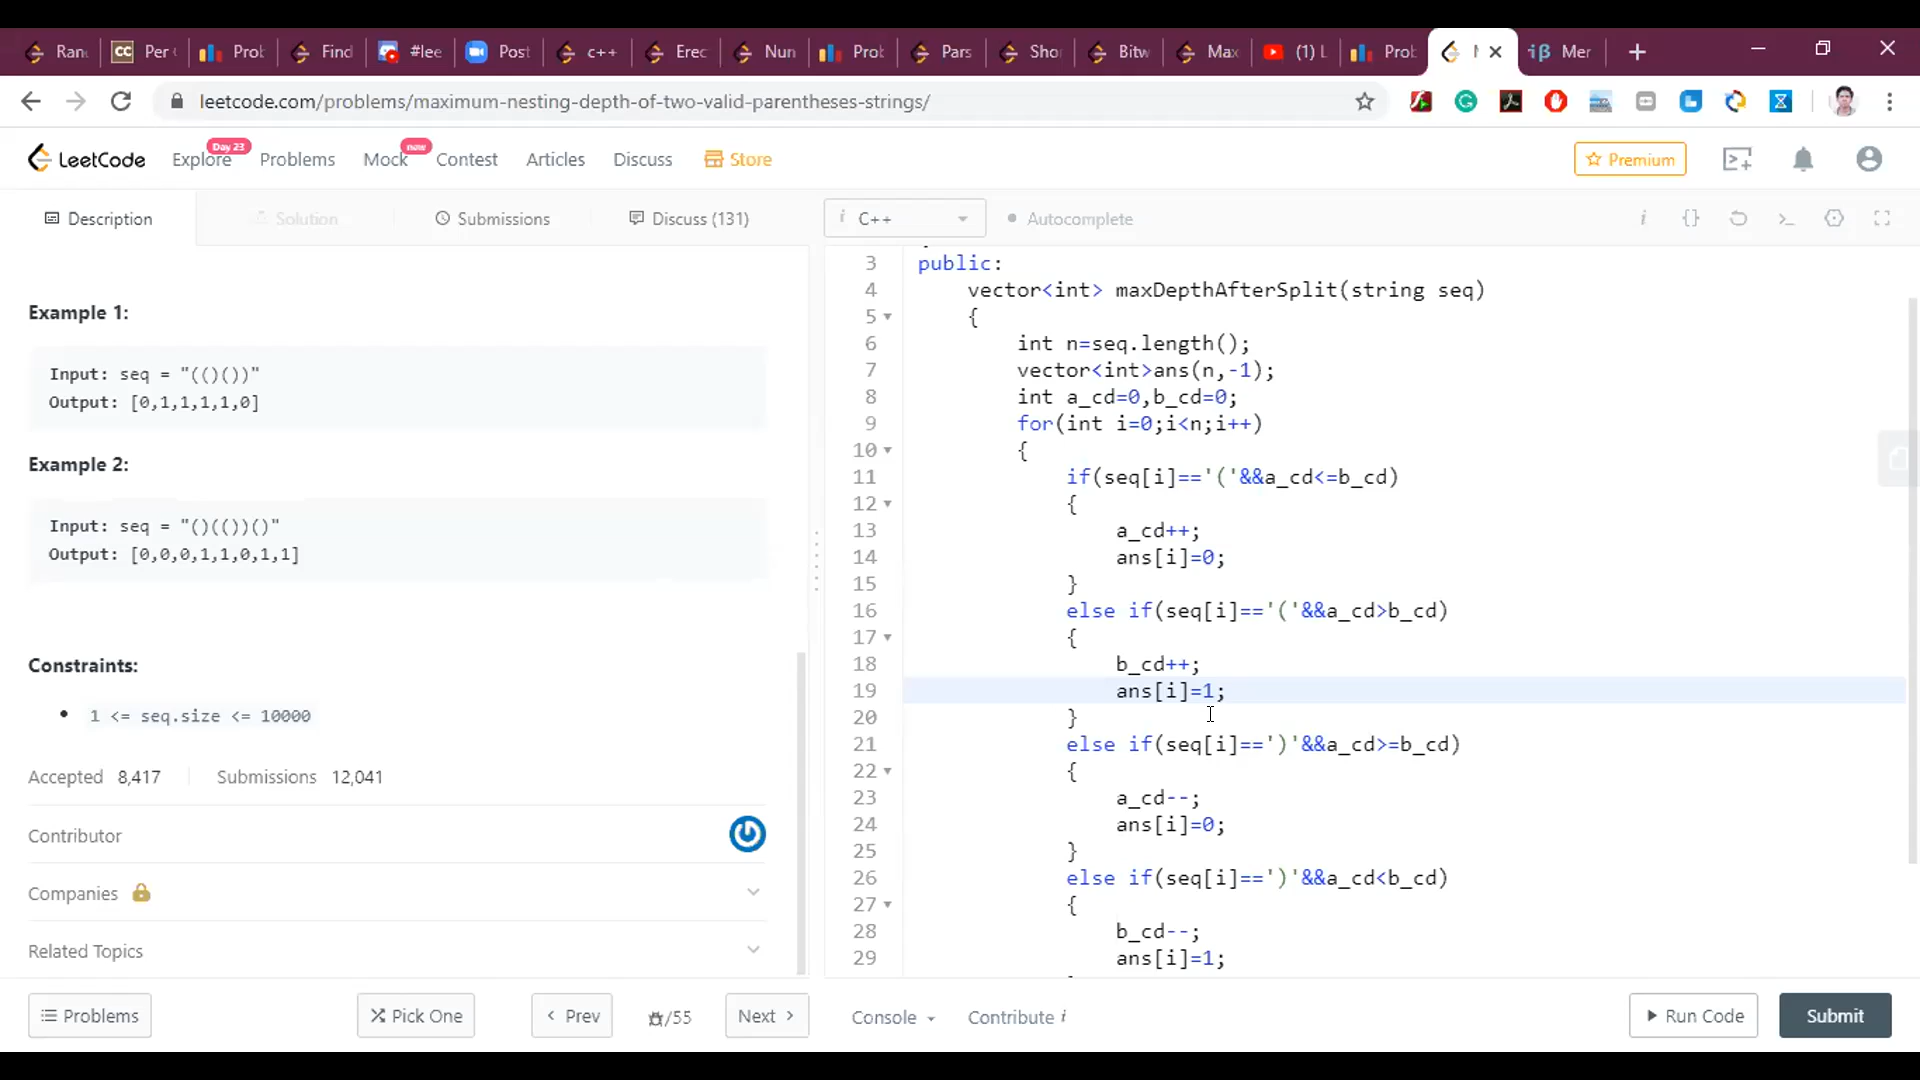 Ran
CC Per
Prob
Find
#lee
Post
c++
Erec
Nun
Prob
Pars
Sho
Bitw
Max
(1) L
Prob
iβ Mer
leetcode.com/problems/maximum-nesting-depth-of-two-valid-parentheses-strings/
LeetCode
Explore
Day 23
Problems
Mock
new
Contest
Articles
Discuss
Store
Premium
Description
Solution
Submissions
Discuss (131)
i C++
Autocomplete
Example 1:
Input: seq = "(()())"
Output: [0,1,1,1,1,0]
Example 2:
Input: seq = "()(())()"
Output: [0,0,0,1,1,0,1,1]
Constraints:
1 <= seq.size <= 10000
Accepted 8,417 Submissions 12,041
Contributor
Companies
Related Topics
3 public:
4 vector<int> maxDepthAfterSplit(string seq)
5 {
6 int n=seq.length();
7 vector<int>ans(n,-1);
8 int a_cd=0,b_cd=0;
9 for(int i=0;i<n;i++)
10 {
11 if(seq[i]=='('&&a_cd<=b_cd)
12 {
13 a_cd++;
14 ans[i]=0;
15 }
16 else if(seq[i]=='('&&a_cd>b_cd)
17 {
18 b_cd++;
19 ans[i]=1;
20 }
21 else if(seq[i]==')'&&a_cd>=b_cd)
22 {
23 a_cd--;
24 ans[i]=0;
25 }
26 else if(seq[i]==')'&&a_cd<b_cd)
27 {
28 b_cd--;
29 ans[i]=1;
Problems
Pick One
Prev
/55
Next
Console
Contribute i
Run Code
Submit